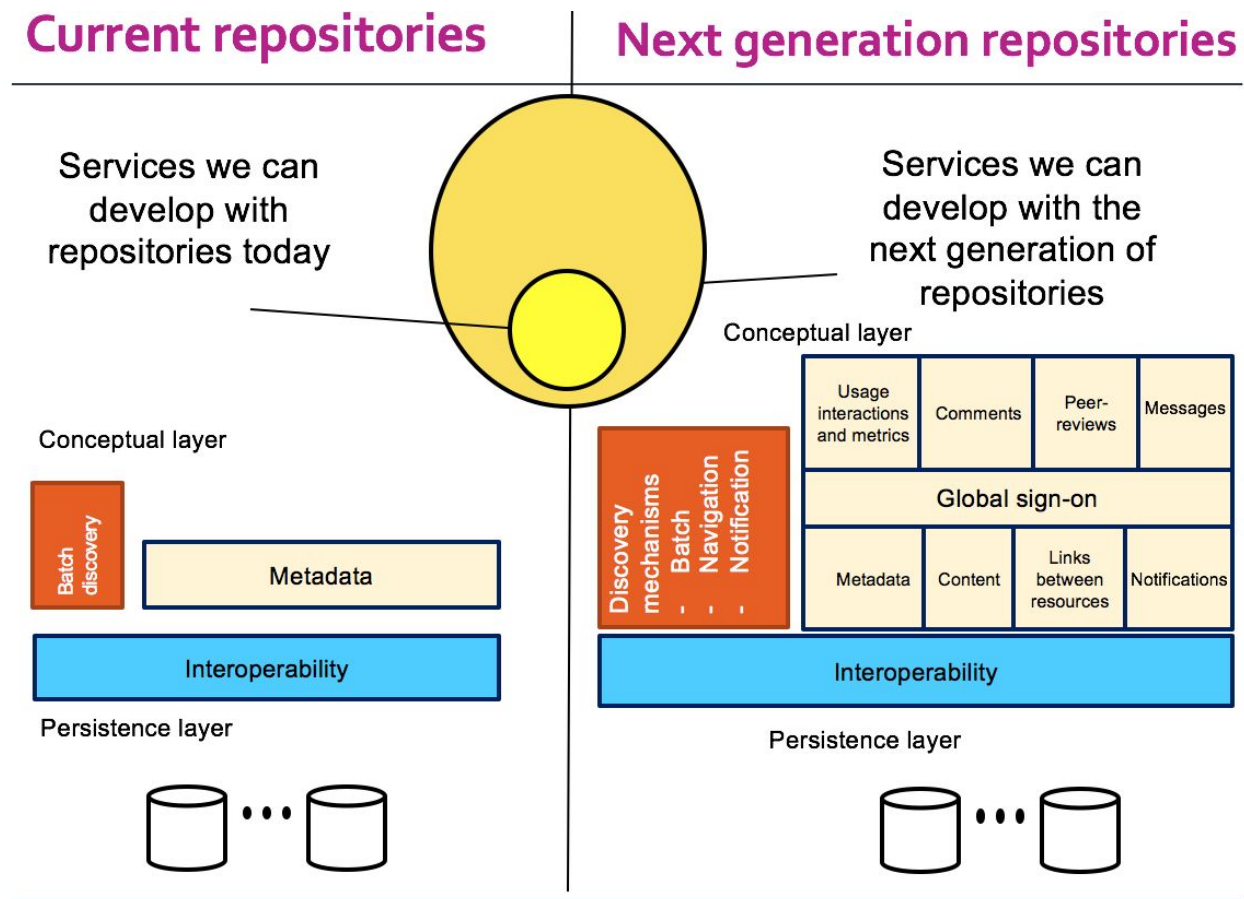 Current repositories
Services we can
develop with
repositories today
Conceptual layer
Batch
discovery
Metadata
Interoperability
Persistence layer
Next generation repositories
Services we can
develop with the
next generation of
repositories
Conceptual layer
Discovery
mechanisms
- Batch
- Navigation
- Notification
Usage
interactions
and metrics
Comments
Peer-
reviews
Messages
Global sign-on
Metadata
Content
Links
between
resources
Notifications
Interoperability
Persistence layer